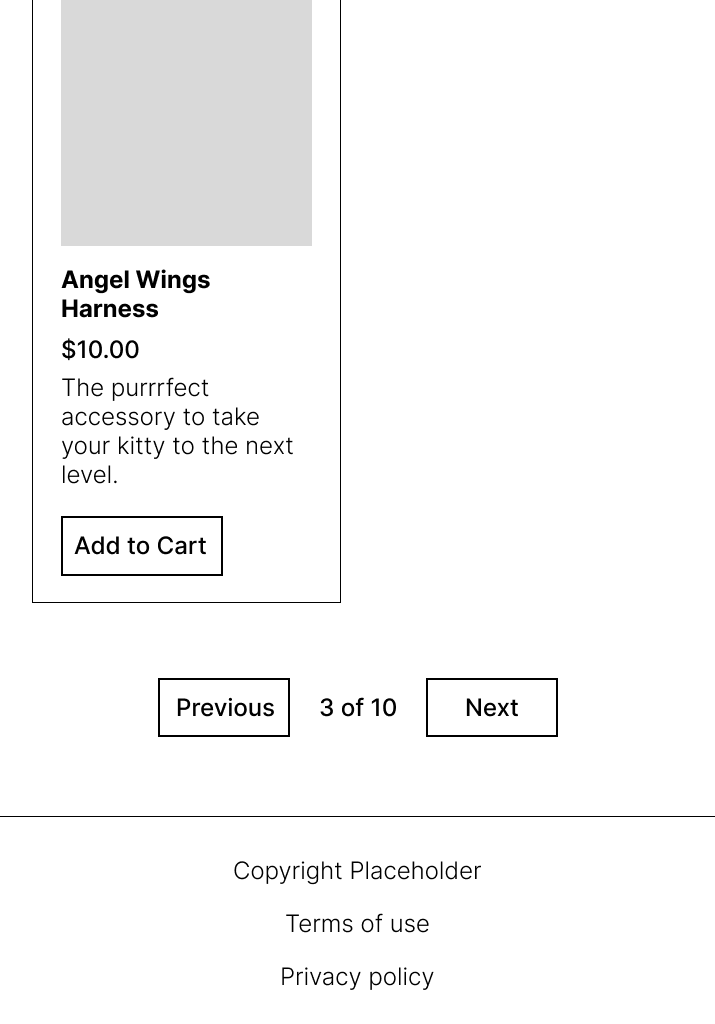 Angel Wings
Harness
$10.00
The purrrfect
accessory to take
your kitty to the next
level.
Add to Cart
Previous 3 of 10 Next
Copyright Placeholder
Terms of use
Privacy policy